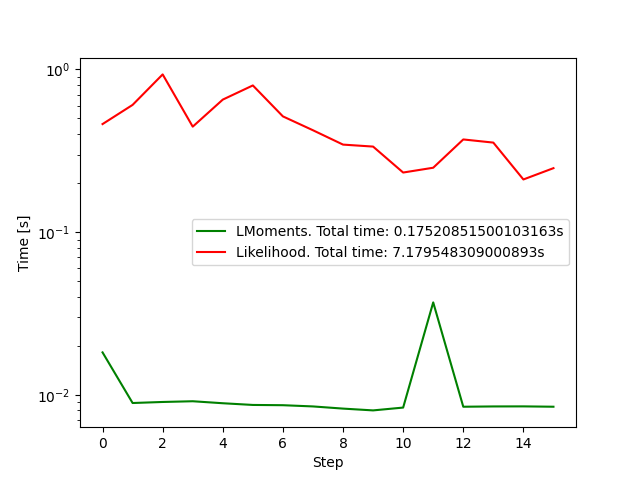 10⁰
10⁻¹
10⁻²
Time [s]
LMoments. Total time: 0.17520851500103163s
Likelihood. Total time: 7.179548309000893s
0 2 4 6 8 10 12 14
Step